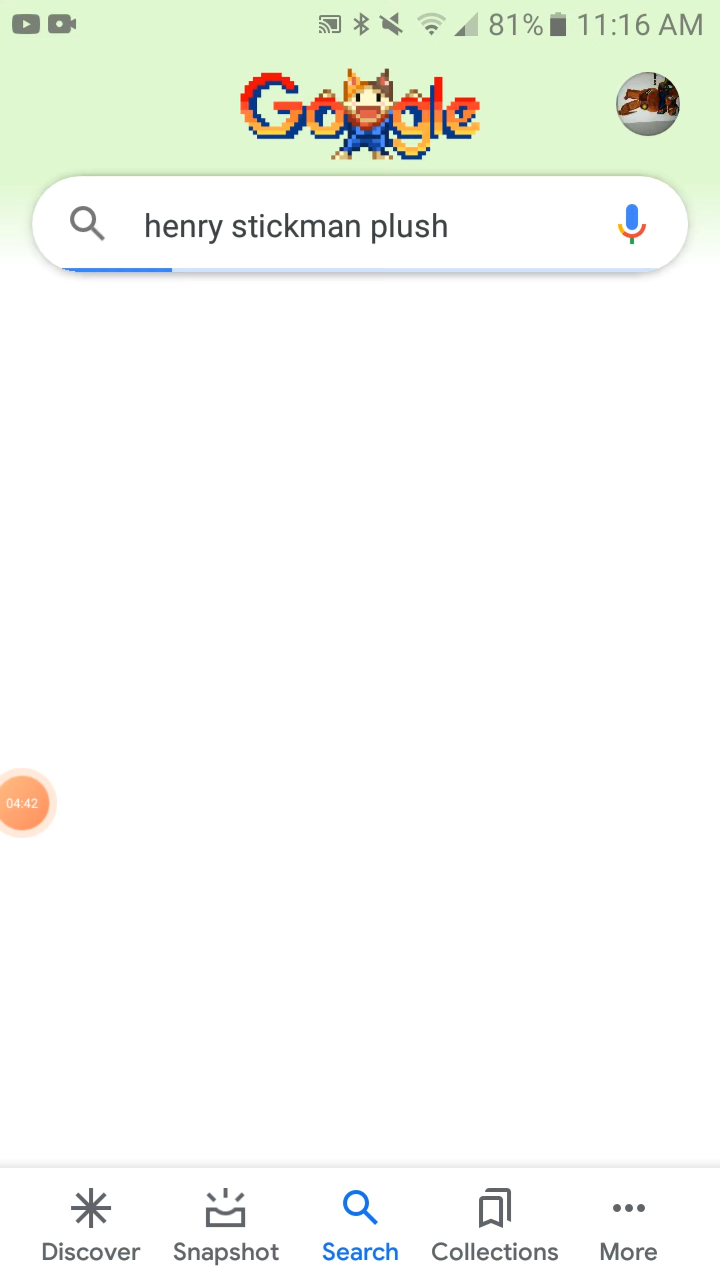 81% 11:16 AM
Google
henry stickman plush
04:42
Discover Snapshot Search Collections More